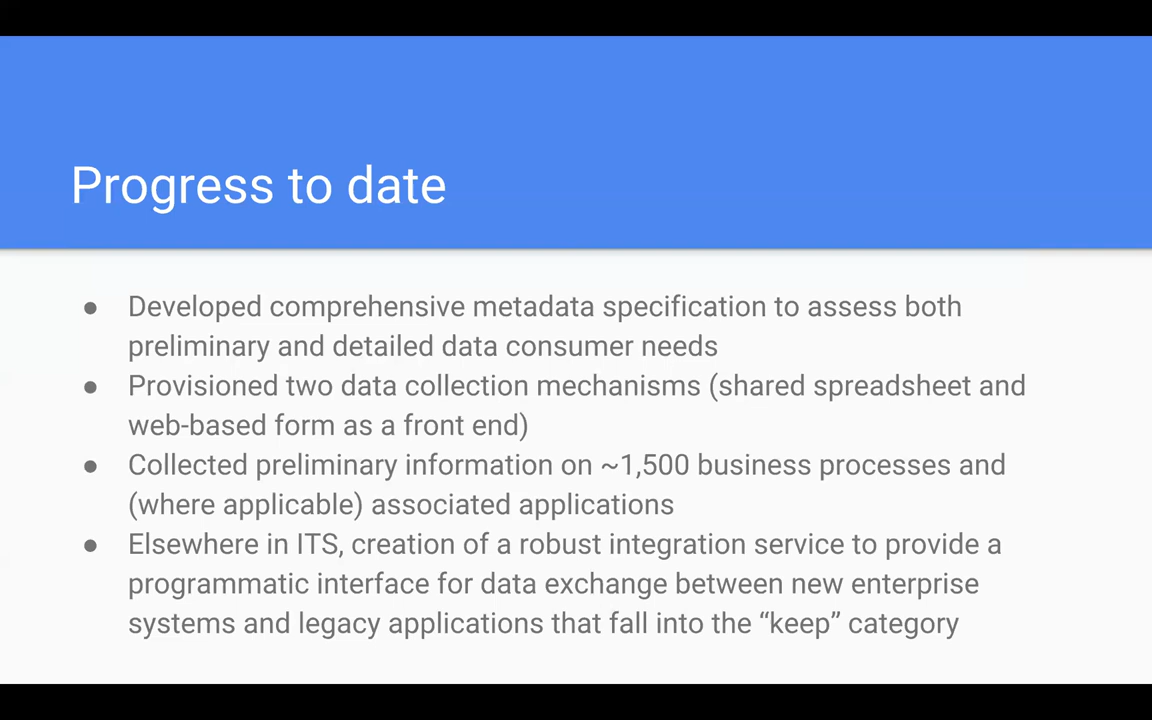 Progress to date
● Developed comprehensive metadata specification to assess both
preliminary and detailed data consumer needs
● Provisioned two data collection mechanisms (shared spreadsheet and
web-based form as a front end)
● Collected preliminary information on ~1,500 business processes and
(where applicable) associated applications
● Elsewhere in ITS, creation of a robust integration service to provide a
programmatic interface for data exchange between new enterprise
systems and legacy applications that fall into the “keep” category